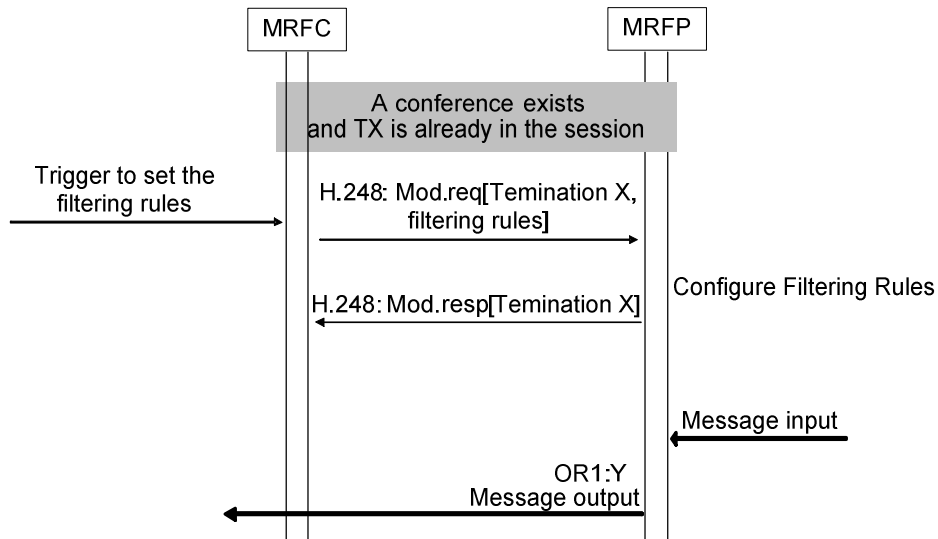 MRFC
MRFP
A conference exists
and TX is already in the session
Trigger to set the
filtering rules
H.248: Mod.req[Temination X,
filtering rules]
Configure Filtering Rules
H.248: Mod.resp[Temination X]
Message input
OR1:Y
Message output